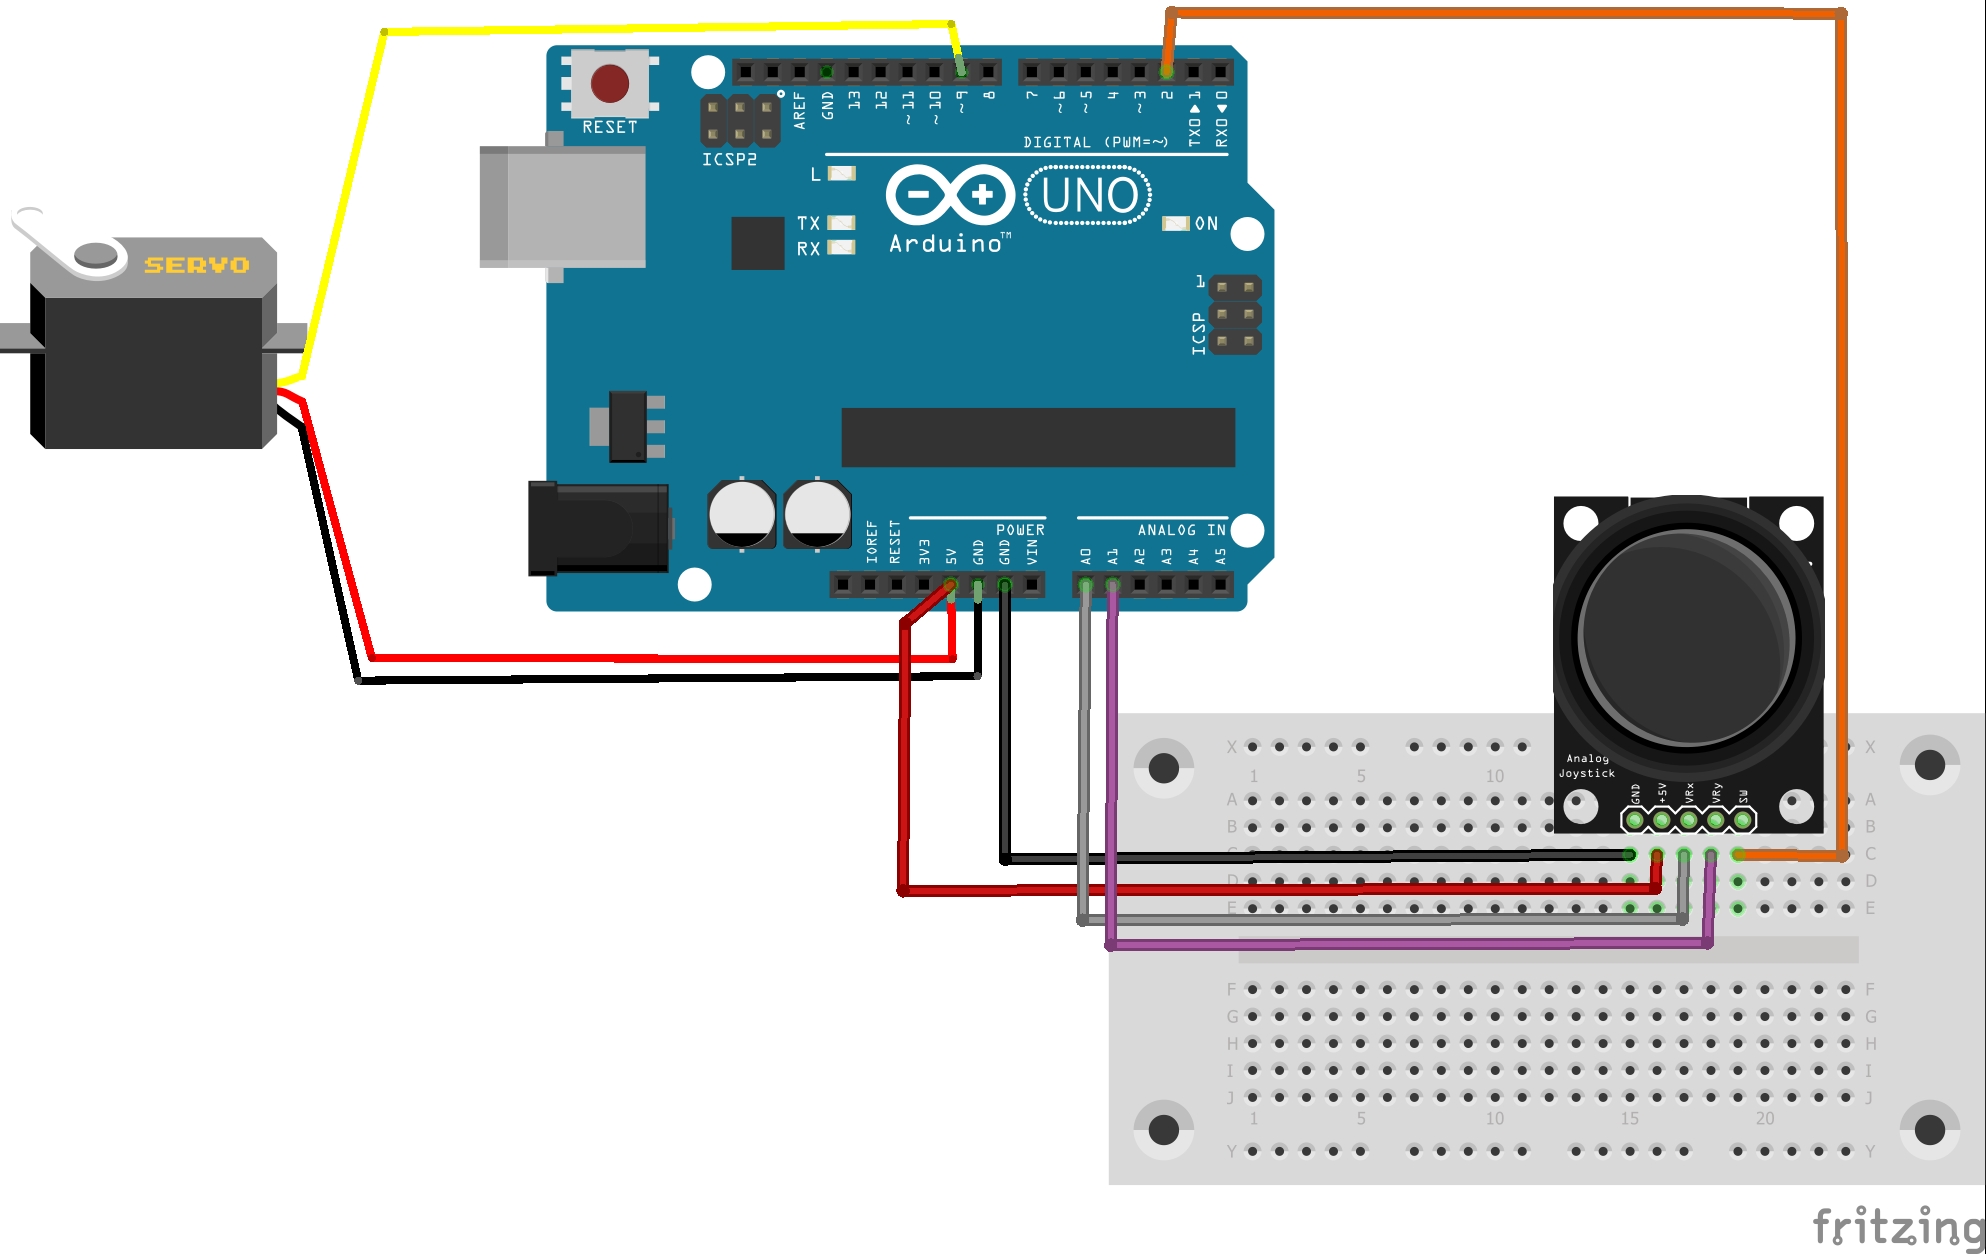 RESET
ICSP2
AREF
GND
13
12
~11
~10
~9
8
7
~6
~5
4
~3
2
TX0▶1
RX0◀0
DIGITAL (PWM=~)
L
TX
RX
UNO
ON
Arduino™
SERVO
1
ICSP
IOREF
RESET
3V3
5V
GND
GND
VIN
POWER
ANALOG IN
A0
A1
A2
A3
A4
A5
Analog
Joystick
GND
+5V
VRx
VRy
SW
X X
1 5 10
A A
B B
C C
D D
E E
F F
G G
H H
I I
J J
1 5 10 15 20
Y Y
fritzing